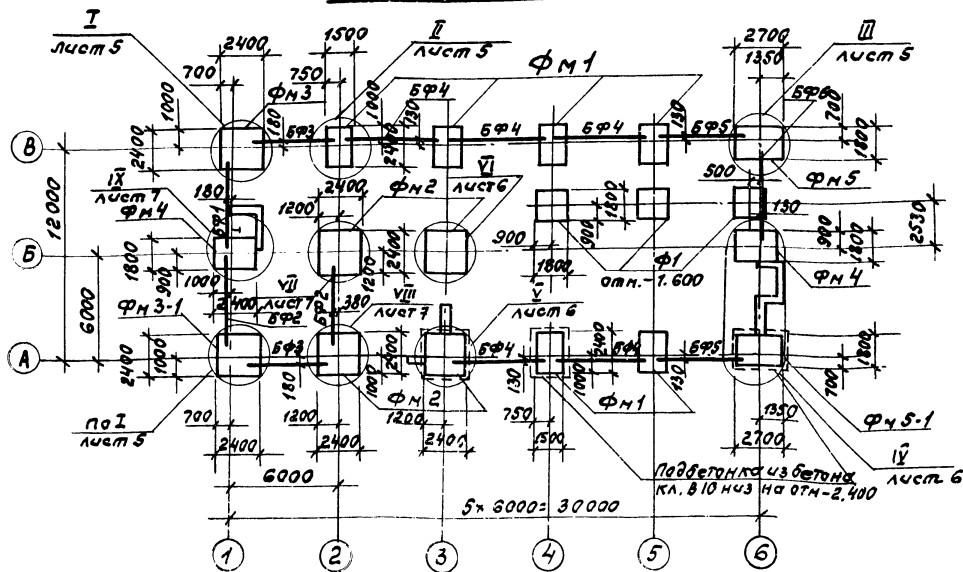 I
лист 5
2400
700
1000
Фм3
180
2400
БФ3
II
лист 5
1500
750
1000
130
2400
БФ4
Фм1
БФ4
БФ4
130
БФ5
III
лист 5
2700
1350
БФ6
700
1800
Фм5
В
12000
IX
лист 7
Фм4
180
БФ1
1800
900
1000
2400
1200
Фм2
2400
1200
VI
лист 6
900
1800
1800
900
Ф1
отм.-1.600
500
130
900
1800
2530
Фм4
Б
6000
Фм3-1
VII
лист 7
2400
БФ2
БФ2
380
VIII
лист 7
V
лист 6
А
2400
1000
БФ3
180
2400
1000
Фм2
БФ4
130
2400
1000
БФ4
Фм1
130
БФ5
1800
700
Фм5-1
по I
лист 5
700
2400
1200
2400
1200
2400
750
1500
1350
2700
IV
лист 6
6000
Подбетонка из бетона
кл. В10 низ на отм-2.400
5×6000=30000
1
2
3
4
5
6